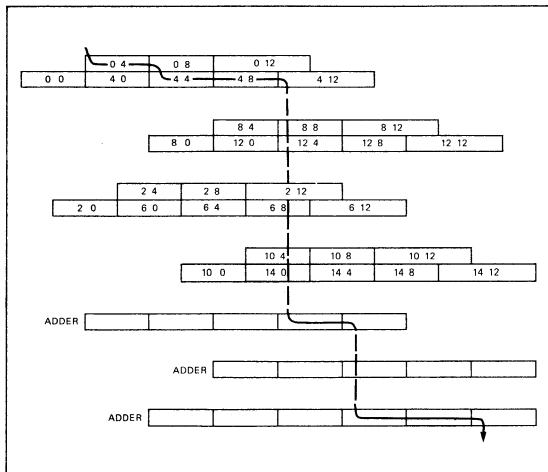 0 4 0 8 0 12
0 0 4 0 4 4 4 8 4 12
8 4 8 8 8 12
8 0 12 0 12 4 12 8 12 12
2 4 2 8 2 12
2 0 6 0 6 4 6 8 6 12
10 4 10 8 10 12
10 0 14 0 14 4 14 8 14 12
ADDER
ADDER
ADDER